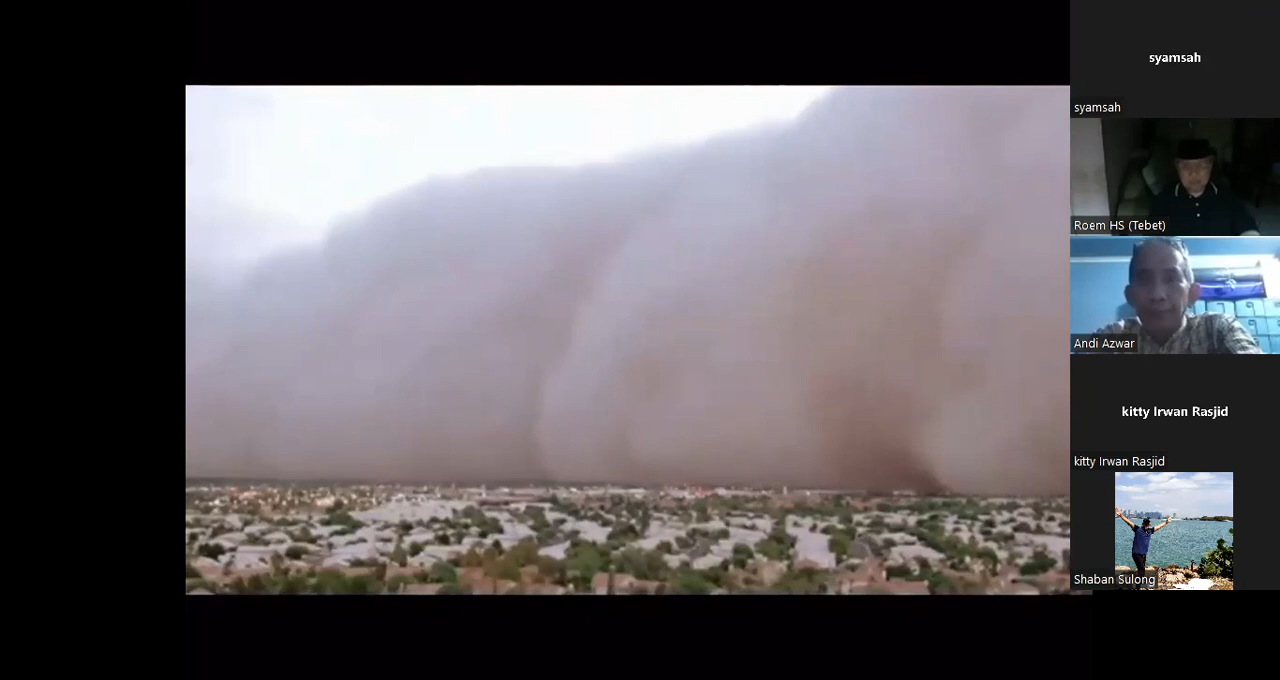 syamsah
syamsah
Roem HS (Tebet)
Andi Azwar
kitty Irwan Rasjid
kitty Irwan Rasjid
Shaban Sulong